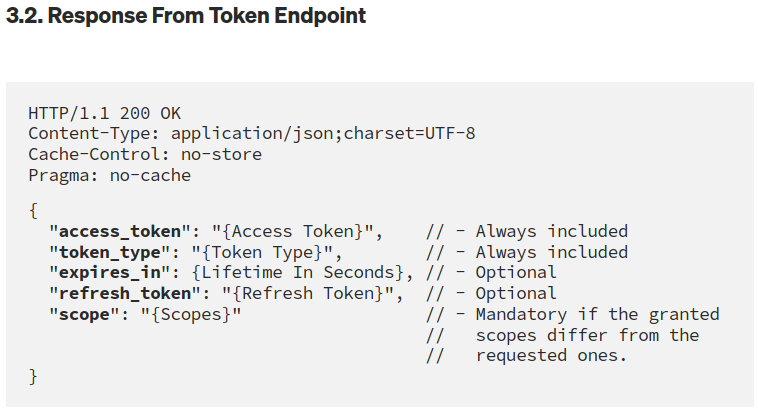 3.2. Response From Token Endpoint
HTTP/1.1 200 OK
Content-Type: application/json;charset=UTF-8
Cache-Control: no-store
Pragma: no-cache
{
"access_token": "{Access Token}", // - Always included
"token_type": "{Token Type}", // - Always included
"expires_in": {Lifetime In Seconds}, // - Optional
"refresh_token": "{Refresh Token}", // - Optional
"scope": "{Scopes}" // - Mandatory if the granted
// scopes differ from the
// requested ones.
}